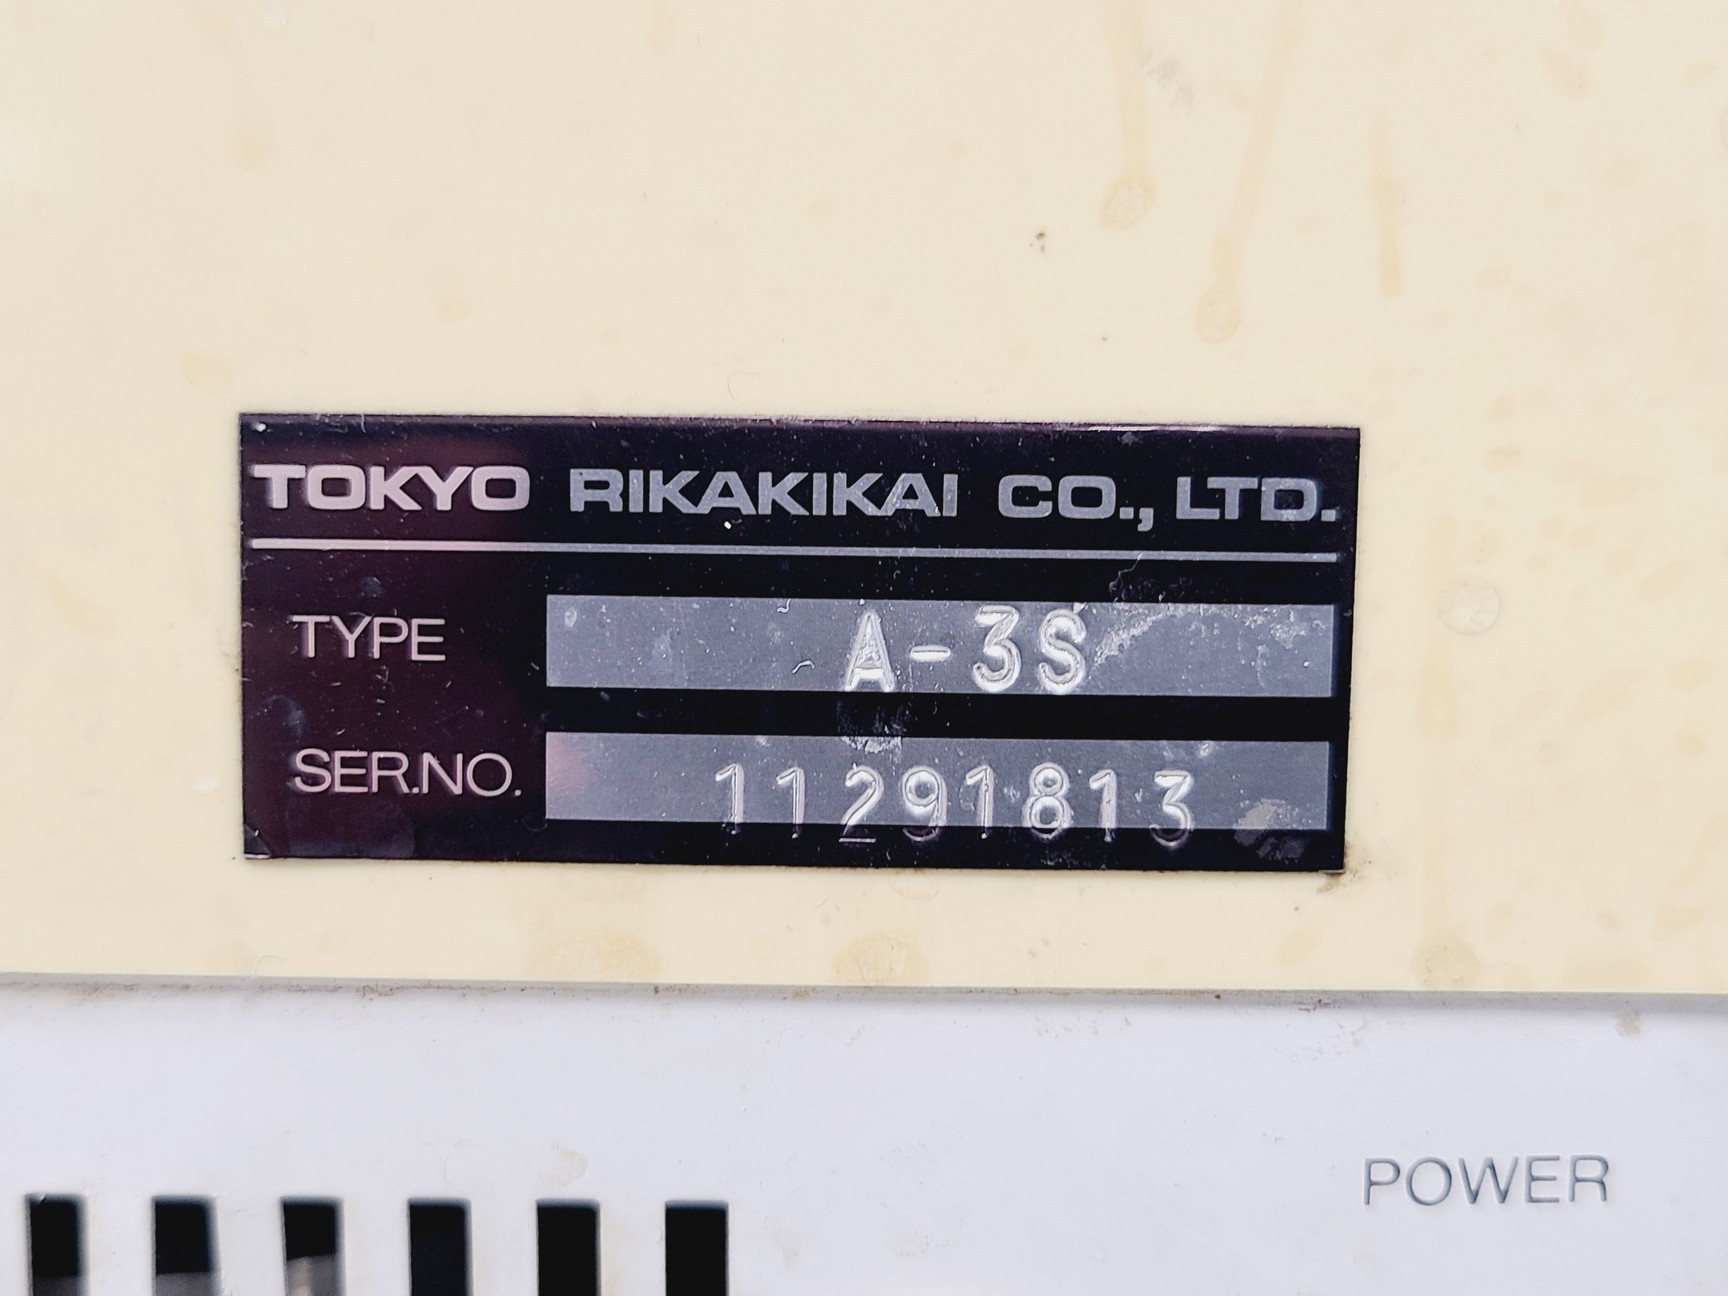 TOKYO RIKAKIKAI CO., LTD.
TYPE A-3S
SER.NO. 11291813
POWER